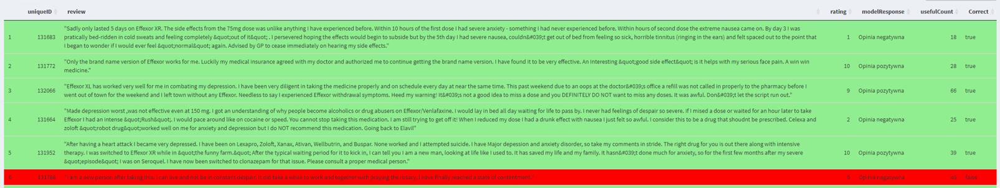 uniqueID review rating modelResponse usefulCount Correct
1 131683 "Sadly only lasted 5 days on Effexor XR. The side effects from the 75mg dose was unlike anything I have experienced before. Within 10 hours of the first dose I had severe anxiety - something I had never experienced before. Within hours of second dose the extreme nausea came on. By day 3 I was
pratically bed-ridden in cold sweats and feeling completely &quot;out of it&quot; . I persevered hoping the effects would begin to subside but by the 5th day I had severe nausea, couldn&#039;t get out of bed from feeling so sick, horrible tinnitus (ringing in the ears) and felt spaced out to the point that
I began to wonder if I would ever feel &quot;normal&quot; again. Advised by GP to cease immediately on hearing my side effects." 1 Opinia negatywna 18 true
2 131772 "Only the brand name version of Effexor works for me. Luckily my medical insurance agreed with my doctor and authorized me to continue getting the brand name version. I have found it to be very effective. An Interesting &quot;good side effect&quot; is it helps with my serious face pain. A win win
medicine." 10 Opinia pozytywna 28 true
3 132066 "Effexor XL has worked very well for me in combating my depression. I have been very diligent in taking the medicine properly and on schedule every day at near the same time. This past weekend due to an oops at the doctor&#039;s office a refill was not called in properly to the pharmacy before I
went out of town for the weekend and I left town without any Effexor. Needless to say I experienced Effexor withdrawal symptoms. Heed my warning! It&#039;s not a good idea to miss a dose and you DEFINITELY DO NOT want to miss any doses. It was awful. Don&#039;t let the script run out." 9 Opinia pozytywna 66 true
4 131664 "Made depression worst ,was not effective even at 150 mg. I got an understanding of why people become alcoholics or drug abusers on Effexor/Venlafaxine. I would lay in bed all day waiting for life to pass by. I never had feelings of despair so severe. if I mised a dose or waited for an hour later to take
Effexor I had an intense &quot;Rush&quot;. I would pace around like on cocaine or speed. You cannot stop taking this medication. I am still trying to get off it! When I reduced my dose I had a drunk effect with nausea I just felt so awful. I consider this to be a drug that shoudnt be prescribed. Celexa and
zoloft &quot;robot drug&quot;worked well on me for anxiety and depression but I do NOT recommend this medication. Going back to Elavil" 2 Opinia negatywna 25 true
5 131952 "After having a heart attack I became very depressed. I have been on Lexapro, Zoloft, Xanax, Ativan, Wellbutrin, and Buspar. None worked and I attempted suicide. I have Major depession and anxiety disorder, so take my comments in stride. The right drug for you is out there along with intensive
therapy. I was switched to Effexor XR while in &quot;the funny farm.&quot; After the typical waiting period for it to kick in, I can tell you I am a new man, looking at life like I used to. It has saved my life and my family. It hasn&#039;t done much for anxiety, so for the first few months after my severe
&quot;episode&quot; I was on Seroquel. I have now been switched to clonazepam for that issue. Please consult a proper medical person." 10 Opinia pozytywna 39 true
6 131788 "I am a new person after taking this. I can live and not be in constant despair. It did take a while to work and together with praying the rosary, I have finally reached a state of contentment." 9 Opinia negatywna 45 false